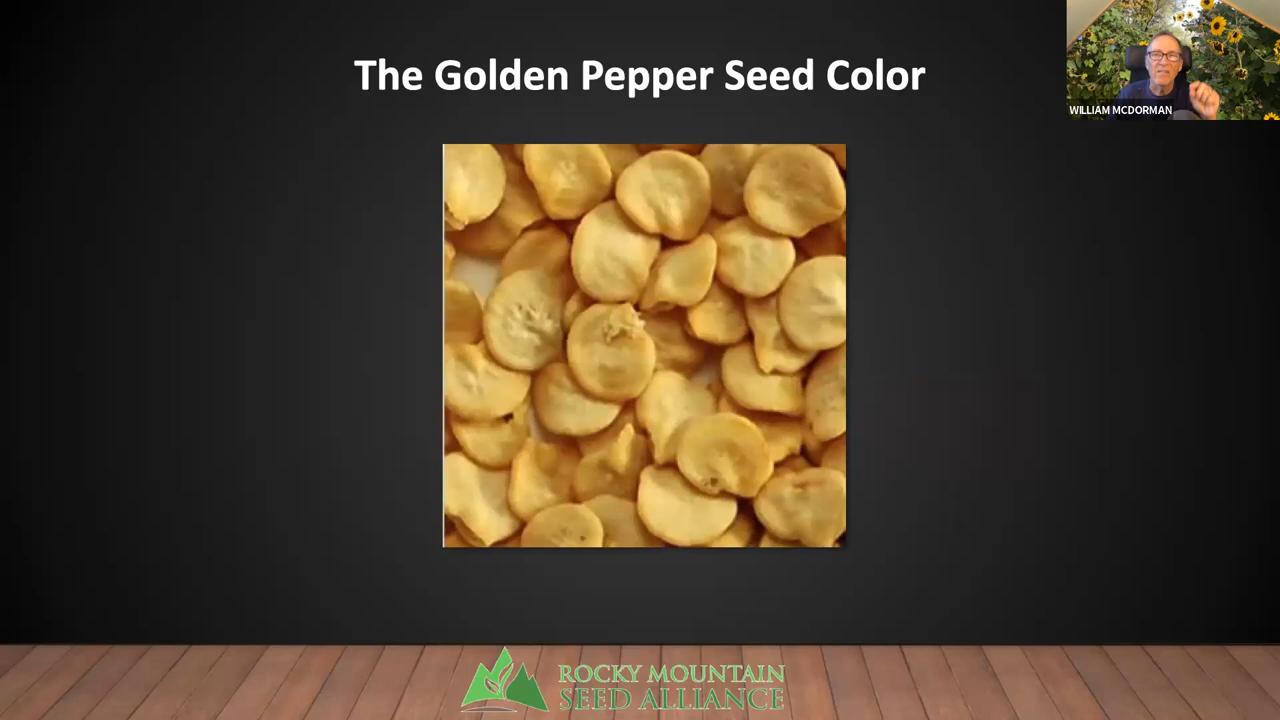 The Golden Pepper Seed Color
WILLIAM MCDORMAN
ROCKY MOUNTAIN
SEED ALLIANCE